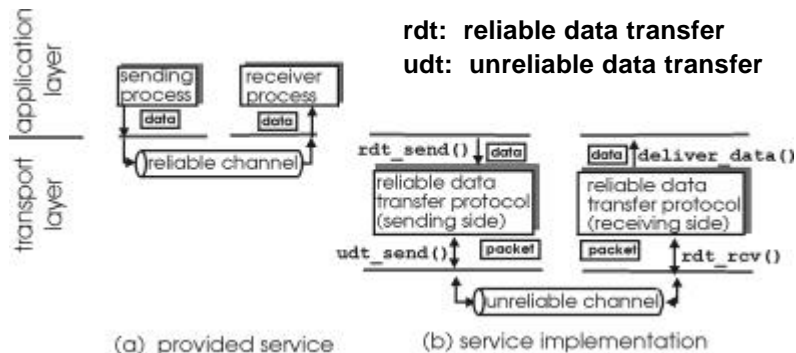 rdt: reliable data transfer
udt: unreliable data transfer
application
layer
transport
layer
sending
process
receiver
process
data
data
reliable channel
rdt_send()
data
data
deliver_data()
reliable data
transfer protocol
(sending side)
reliable data
transfer protocol
(receiving side)
udt_send()
packet
packet
rdt_rcv()
unreliable channel
(a) provided service
(b) service implementation